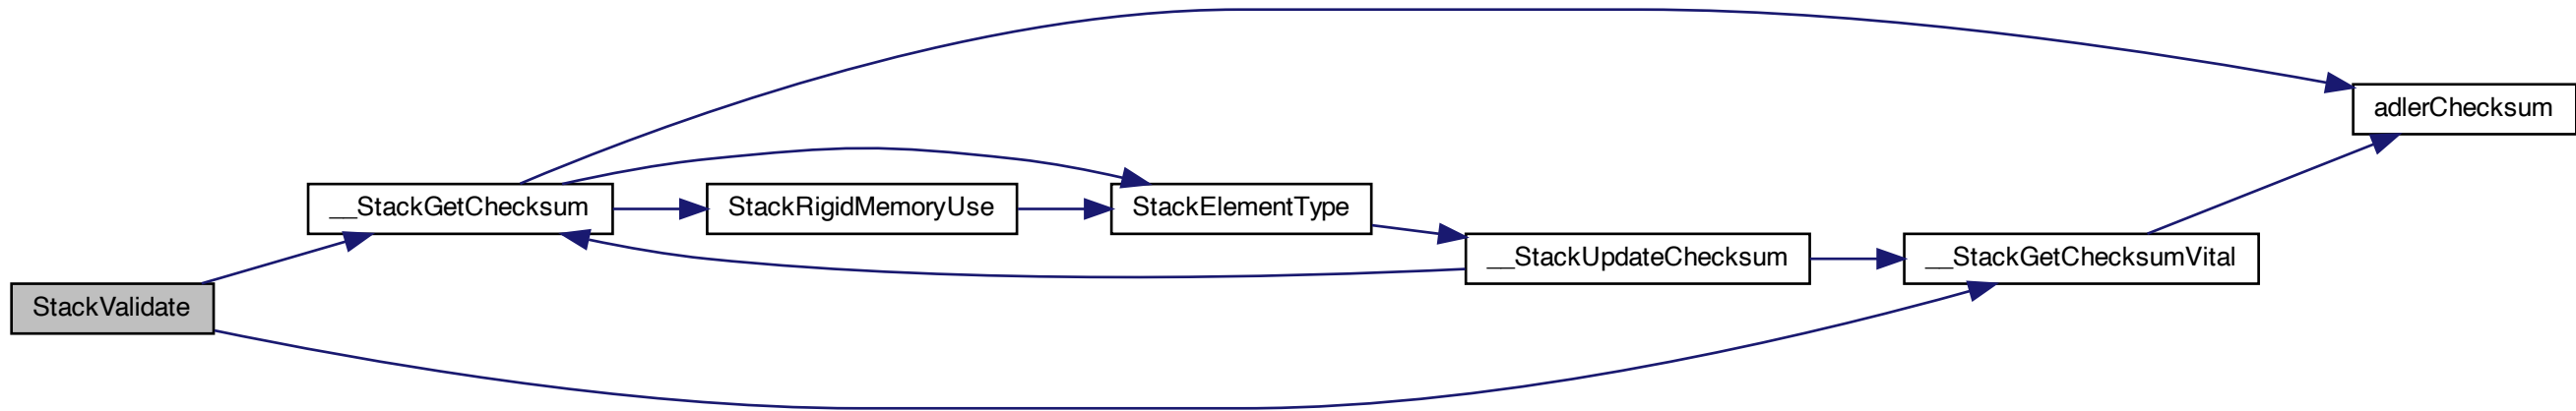 adlerChecksum
__StackGetChecksum
StackRigidMemoryUse
StackElementType
__StackUpdateChecksum
__StackGetChecksumVital
StackValidate